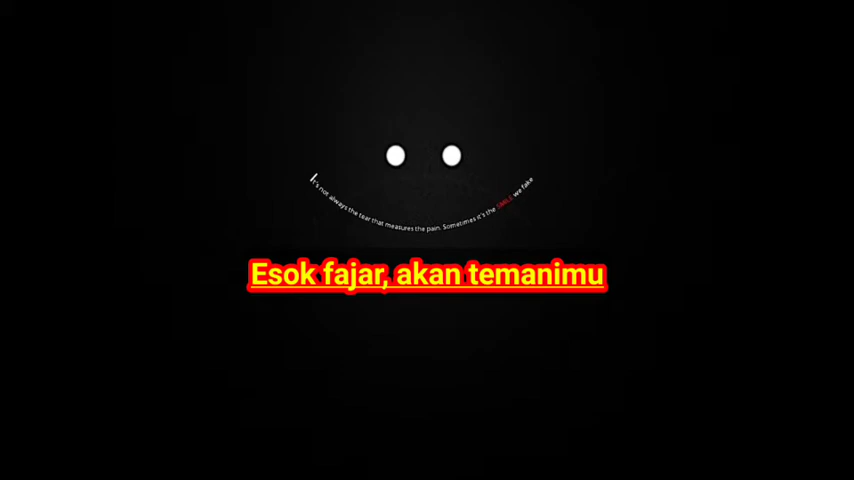 It's not always the tear that measures the pain. Sometimes it's the SMILE we fake
Esok fajar, akan temanimu